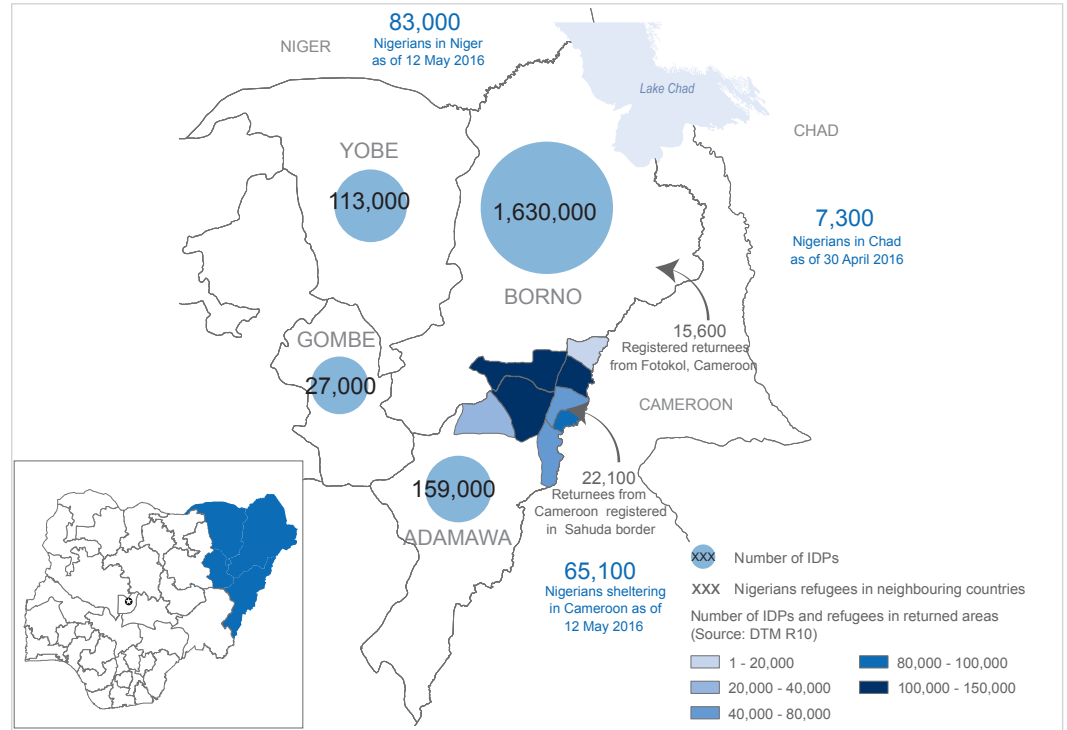 83,000
Nigerians in Niger
as of 12 May 2016
NIGER
Lake Chad
CHAD
YOBE
113,000
1,630,000
BORNO
7,300
Nigerians in Chad
as of 30 April 2016
GOMBE
27,000
15,600
Registered returnees
from Fotokol, Cameroon
CAMEROON
159,000
ADAMAWA
22,100
Returnees from
Cameroon registered
in Sahuda border
65,100
Nigerians sheltering
in Cameroon as of
12 May 2016
XXX Number of IDPs
XXX Nigerians refugees in neighbouring countries
Number of IDPs and refugees in returned areas
(Source: DTM R10)
1 - 20,000
20,000 - 40,000
40,000 - 80,000
80,000 - 100,000
100,000 - 150,000